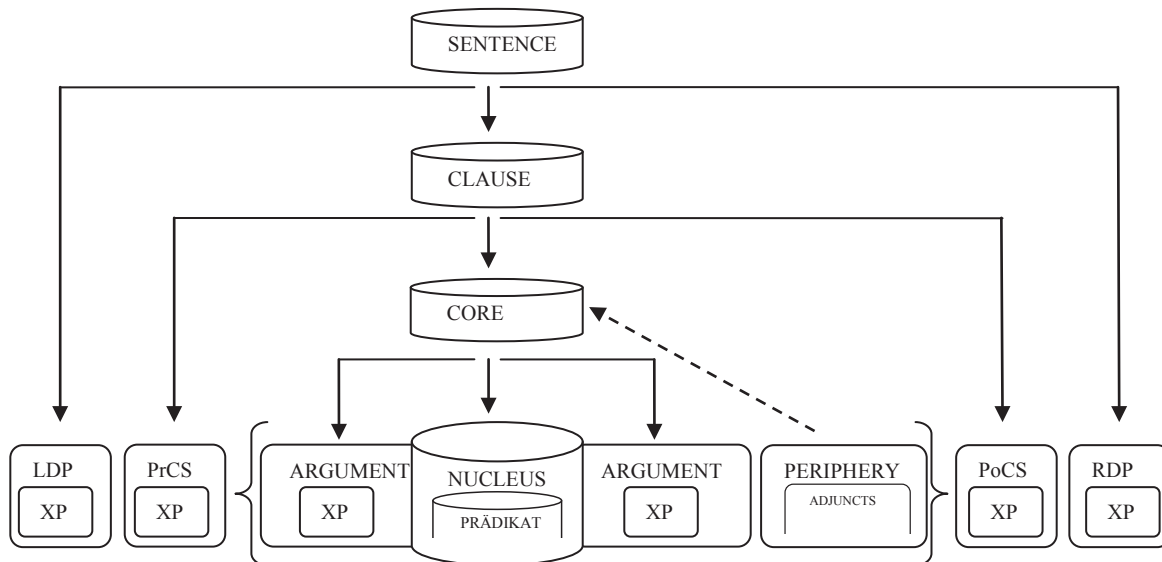 SENTENCE
CLAUSE
CORE
LDP
XP
PrCS
XP
ARGUMENT
XP
NUCLEUS
PRÄDIKAT
ARGUMENT
XP
PERIPHERY
ADJUNCTS
PoCS
XP
RDP
XP